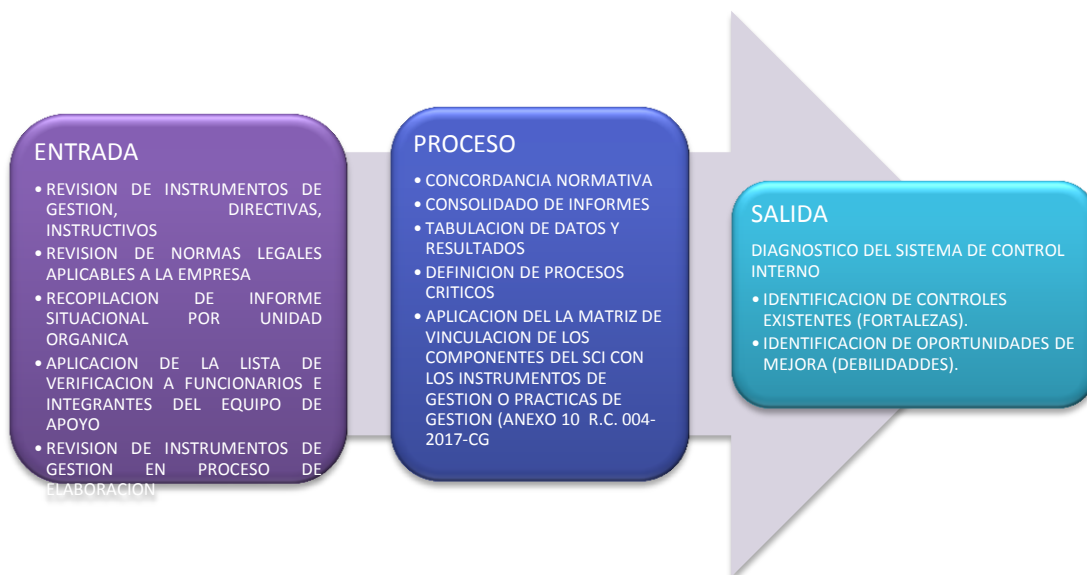 ENTRADA
• REVISION DE INSTRUMENTOS DE
GESTION, DIRECTIVAS,
INSTRUCTIVOS
• REVISION DE NORMAS LEGALES
APLICABLES A LA EMPRESA
• RECOPILACION DE INFORME
SITUACIONAL POR UNIDAD
ORGANICA
• APLICACION DE LA LISTA DE
VERIFICACION A FUNCIONARIOS E
INTEGRANTES DEL EQUIPO DE
APOYO
• REVISION DE INSTRUMENTOS DE
GESTION EN PROCESO DE
ELABORACION
PROCESO
• CONCORDANCIA NORMATIVA
• CONSOLIDADO DE INFORMES
• TABULACION DE DATOS Y
RESULTADOS
• DEFINICION DE PROCESOS
CRITICOS
• APLICACION DEL LA MATRIZ DE
VINCULACION DE LOS
COMPONENTES DEL SCI CON
LOS INSTRUMENTOS DE
GESTION O PRACTICAS DE
GESTION (ANEXO 10 R.C. 004-
2017-CG
SALIDA
DIAGNOSTICO DEL SISTEMA DE CONTROL
INTERNO
• IDENTIFICACION DE CONTROLES
EXISTENTES (FORTALEZAS).
• IDENTIFICACION DE OPORTUNIDADES DE
MEJORA (DEBILIDADDES).